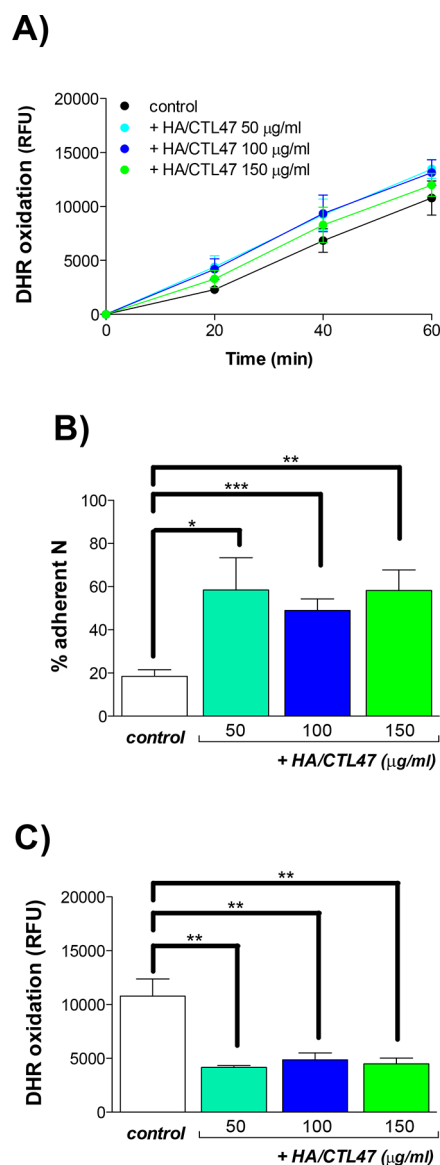 A)
20000
15000
10000
5000
0
DHR oxidation (RFU)
control
+ HA/CTL47 50 μg/ml
+ HA/CTL47 100 μg/ml
+ HA/CTL47 150 μg/ml
0 20 40 60
Time (min)
B)
**
***
*
100
80
60
40
20
0
% adherent N
control 50 100 150
+ HA/CTL47 (μg/ml)
C)
**
**
**
20000
15000
10000
5000
0
DHR oxidation (RFU)
control 50 100 150
+ HA/CTL47 (μg/ml)